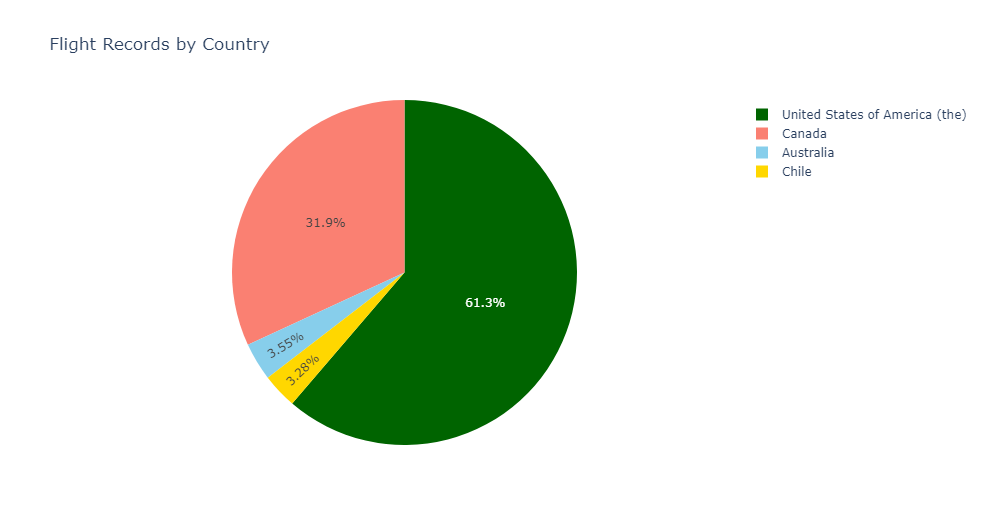 Flight Records by Country
United States of America (the)
Canada
Australia
Chile
31.9%
61.3%
3.55%
3.28%